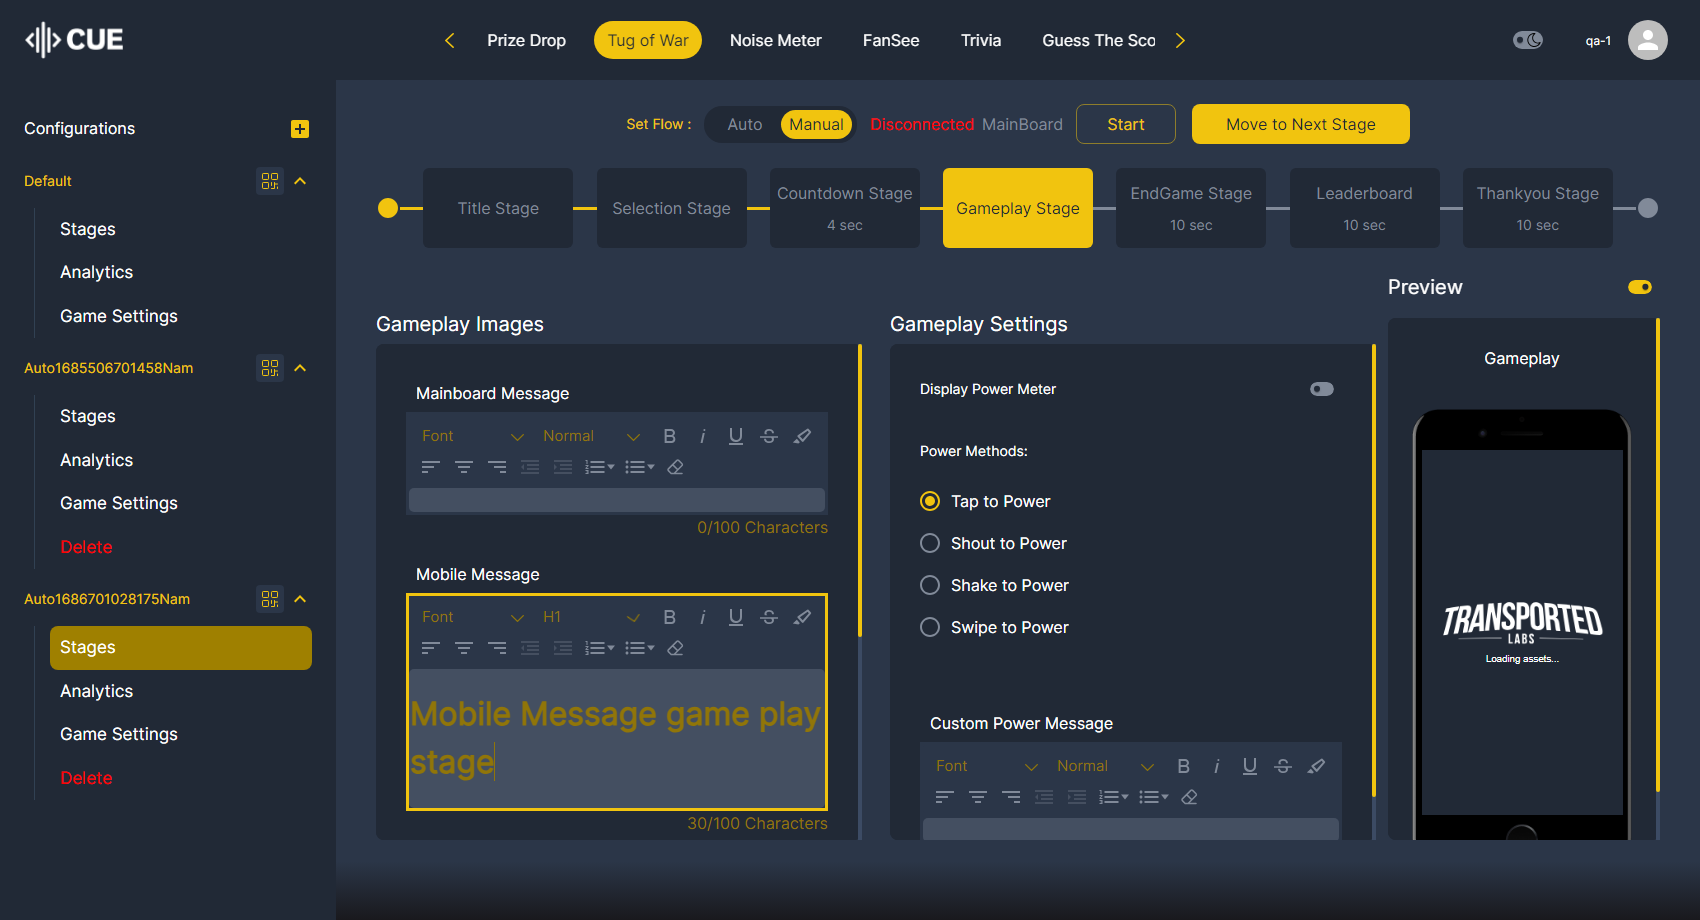 CUE
Prize Drop
Tug of War
Noise Meter
FanSee
Trivia
Guess The Sco
qa-1
Configurations
Default
Stages
Analytics
Game Settings
Auto1685506701458Nam
Stages
Analytics
Game Settings
Delete
Auto1686701028175Nam
Stages
Analytics
Game Settings
Delete
Set Flow :
Auto
Manual
Disconnected MainBoard
Start
Move to Next Stage
Title Stage
Selection Stage
Countdown Stage
4 sec
Gameplay Stage
EndGame Stage
10 sec
Leaderboard
10 sec
Thankyou Stage
10 sec
Gameplay Images
Mainboard Message
Font
Normal
0/100 Characters
Mobile Message
Font
H1
Mobile Message game play
stage
30/100 Characters
Gameplay Settings
Display Power Meter
Power Methods:
Tap to Power
Shout to Power
Shake to Power
Swipe to Power
Custom Power Message
Font
Normal
Preview
Gameplay
TRANSPORTED
LABS
Loading assets...